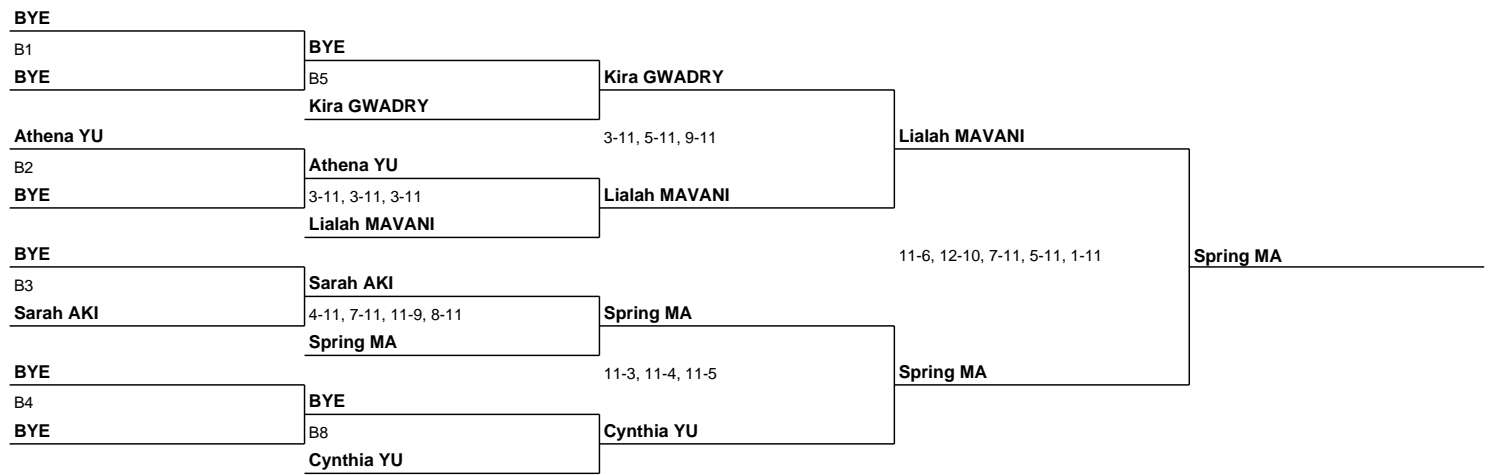 BYE
B1
BYE
BYE
B5
Kira GWADRY
Kira GWADRY
Athena YU
3-11, 5-11, 9-11
Lialah MAVANI
B2
Athena YU
BYE
3-11, 3-11, 3-11
Lialah MAVANI
Lialah MAVANI
BYE
11-6, 12-10, 7-11, 5-11, 1-11
Spring MA
B3
Sarah AKI
Sarah AKI
4-11, 7-11, 11-9, 8-11
Spring MA
Spring MA
BYE
11-3, 11-4, 11-5
Spring MA
B4
BYE
BYE
B8
Cynthia YU
Cynthia YU